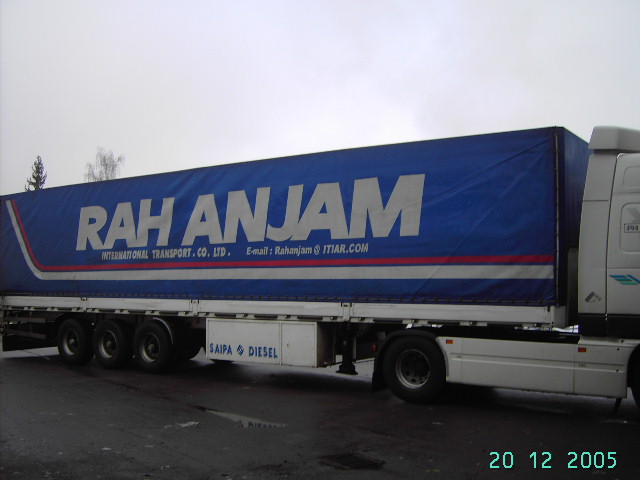 RAH ANJAM
INTERNATIONAL TRANSPORT. CO. LTD. E-mail : Rahanjam @ ITIAR.COM
SAIPA DIESEL
20 12 2005